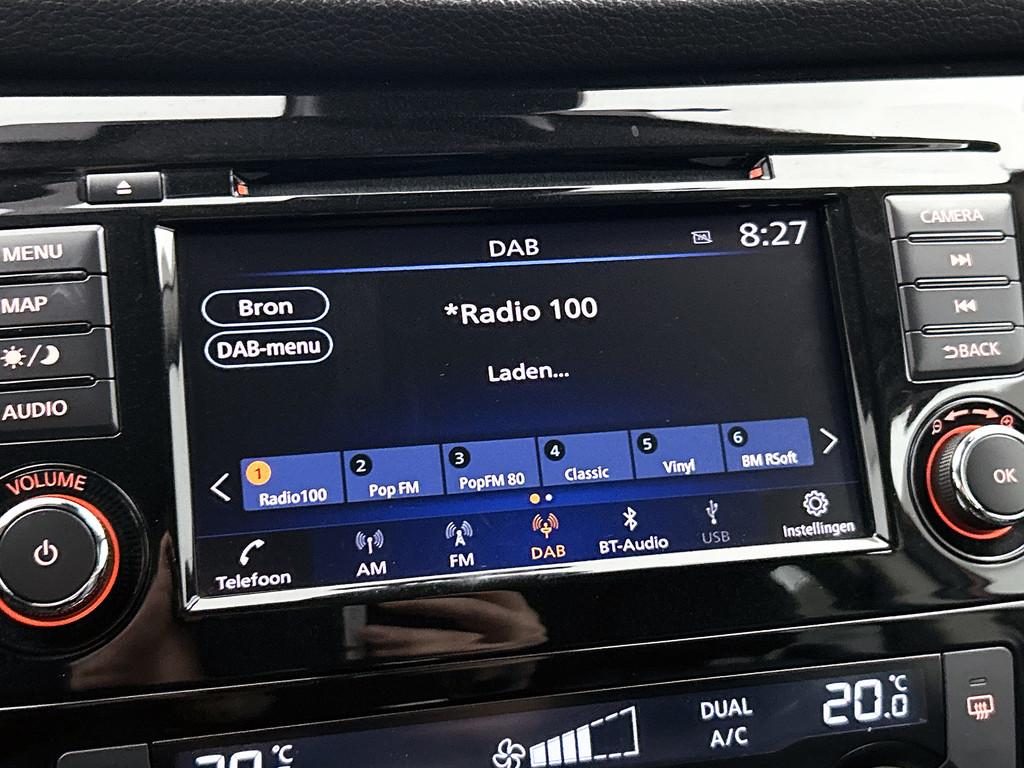 MENU
MAP
AUDIO
VOLUME
DAB
8:27
Bron
DAB-menu
*Radio 100
Laden...
1 Radio100
2 Pop FM
3 PopFM 80
4 Classic
5 Vinyl
6 BM RSoft
Telefoon
AM
FM
DAB
BT-Audio
USB
Instellingen
CAMERA
BACK
OK
°C
DUAL
A/C
20.0°C